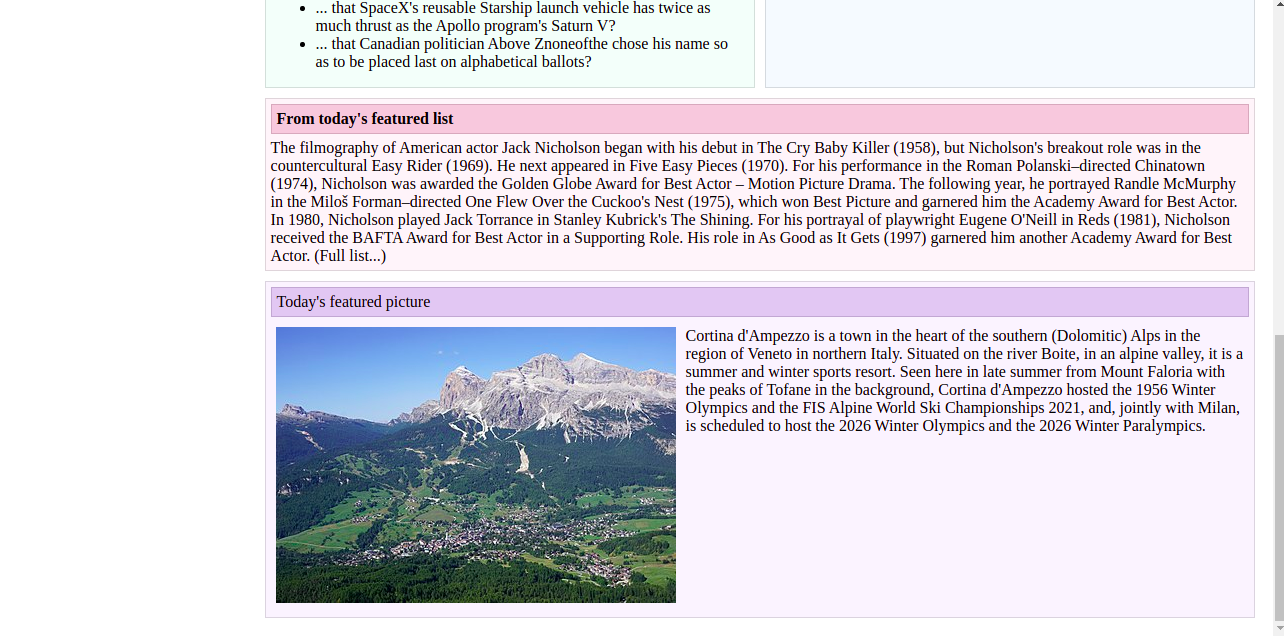 ... that SpaceX's reusable Starship launch vehicle has twice as
much thrust as the Apollo program's Saturn V?
... that Canadian politician Above Znoneofthe chose his name so
as to be placed last on alphabetical ballots?
From today's featured list
The filmography of American actor Jack Nicholson began with his debut in The Cry Baby Killer (1958), but Nicholson's breakout role was in the
countercultural Easy Rider (1969). He next appeared in Five Easy Pieces (1970). For his performance in the Roman Polanski–directed Chinatown
(1974), Nicholson was awarded the Golden Globe Award for Best Actor – Motion Picture Drama. The following year, he portrayed Randle McMurphy
in the Miloš Forman–directed One Flew Over the Cuckoo's Nest (1975), which won Best Picture and garnered him the Academy Award for Best Actor.
In 1980, Nicholson played Jack Torrance in Stanley Kubrick's The Shining. For his portrayal of playwright Eugene O'Neill in Reds (1981), Nicholson
received the BAFTA Award for Best Actor in a Supporting Role. His role in As Good as It Gets (1997) garnered him another Academy Award for Best
Actor. (Full list...)
Today's featured picture
Cortina d'Ampezzo is a town in the heart of the southern (Dolomitic) Alps in the
region of Veneto in northern Italy. Situated on the river Boite, in an alpine valley, it is a
summer and winter sports resort. Seen here in late summer from Mount Faloria with
the peaks of Tofane in the background, Cortina d'Ampezzo hosted the 1956 Winter
Olympics and the FIS Alpine World Ski Championships 2021, and, jointly with Milan,
is scheduled to host the 2026 Winter Olympics and the 2026 Winter Paralympics.